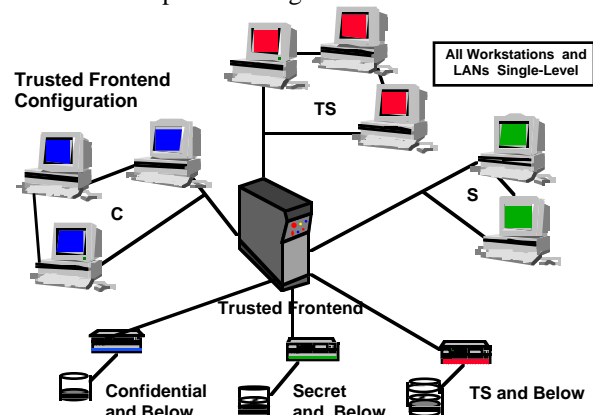 TS
All Workstations and
LANs Single-Level
Trusted Frontend
Configuration
C
S
Trusted Frontend
Confidential
and Below
Secret
and Below
TS and Below